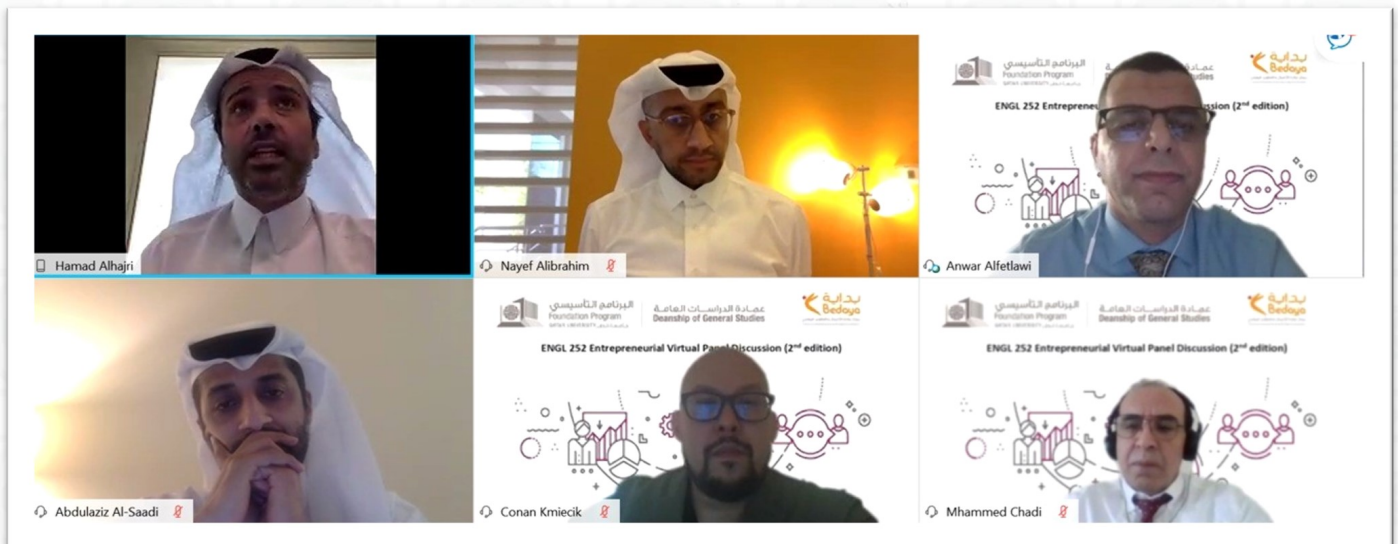 Hamad Alhajri
Nayef Alibrahim
البرنامج التأسيسي
Foundation Program
بداية
Bedaya
ENGL 252 Entrepreneu
ssion (2nd edition)
Anwar Alfetlawi
Abdulaziz Al-Saadi
البرنامج التأسيسي
Foundation Program
عمادة الدراسات العامة
Deanship of General Studies
بداية
Bedaya
ENGL 252 Entrepreneurial Virtual Panel Discussion (2nd edition)
Conan Kmiecik
البرنامج التأسيسي
Foundation Program
عمادة الدراسات العامة
Deanship of General Studies
بداية
Bedaya
ENGL 252 Entrepreneurial Virtual Panel Discussion (2nd edition)
Mhammed Chadi